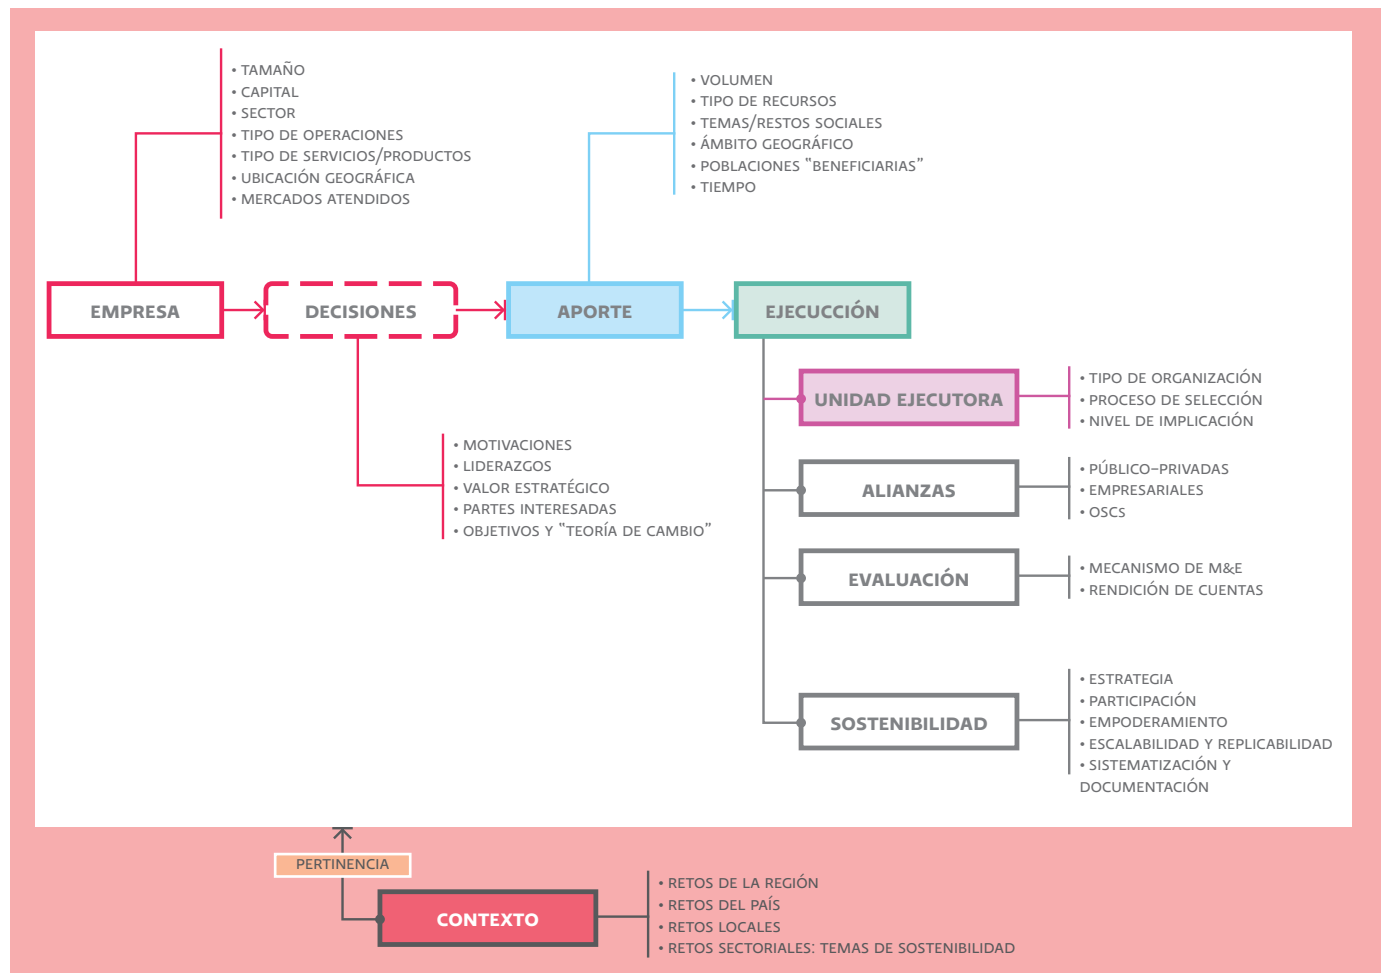 • TAMAÑO
• CAPITAL
• SECTOR
• TIPO DE OPERACIONES
• TIPO DE SERVICIOS/PRODUCTOS
• UBICACIÓN GEOGRÁFICA
• MERCADOS ATENDIDOS
• VOLUMEN
• TIPO DE RECURSOS
• TEMAS/RESTOS SOCIALES
• ÁMBITO GEOGRÁFICO
• POBLACIONES “BENEFICIARIAS”
• TIEMPO
EMPRESA
DECISIONES
APORTE
EJECUCCIÓN
• MOTIVACIONES
• LIDERAZGOS
• VALOR ESTRATÉGICO
• PARTES INTERESADAS
• OBJETIVOS Y “TEORÍA DE CAMBIO”
UNIDAD EJECUTORA
• TIPO DE ORGANIZACIÓN
• PROCESO DE SELECCIÓN
• NIVEL DE IMPLICACIÓN
ALIANZAS
• PÚBLICO–PRIVADAS
• EMPRESARIALES
• OSCs
EVALUACIÓN
• MECANISMO DE M&E
• RENDICIÓN DE CUENTAS
SOSTENIBILIDAD
• ESTRATEGIA
• PARTICIPACIÓN
• EMPODERAMIENTO
• ESCALABILIDAD Y REPLICABILIDAD
• SISTEMATIZACIÓN Y
DOCUMENTACIÓN
PERTINENCIA
CONTEXTO
• RETOS DE LA REGIÓN
• RETOS DEL PAÍS
• RETOS LOCALES
• RETOS SECTORIALES: TEMAS DE SOSTENIBILIDAD